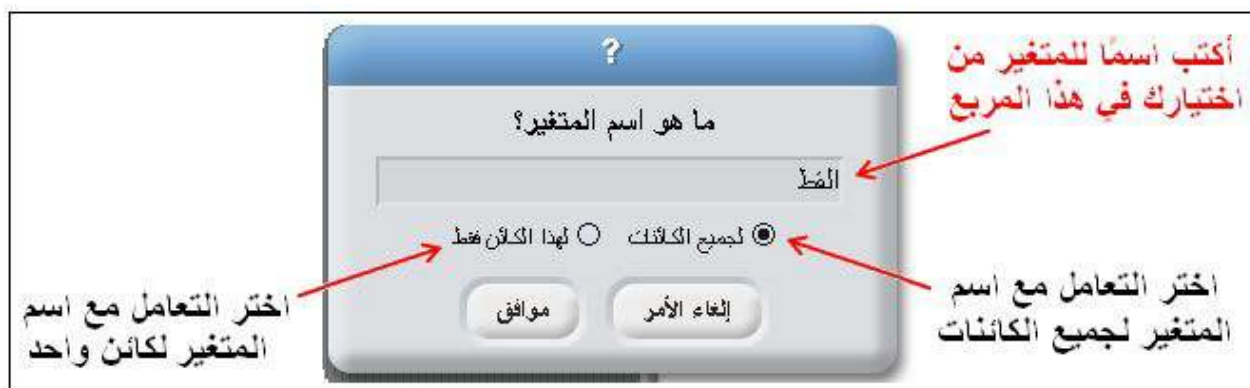 ?
أكتب اسمًا للمتغير من
اختيارك في هذا المربع
ما هو اسم المتغير؟
القط
لجميع الكائنات
لهذا الكائن فقط
إلغاء الأمر
موافق
اختر التعامل مع اسم
المتغير لجميع الكائنات
اختر التعامل مع اسم
المتغير لكائن واحد